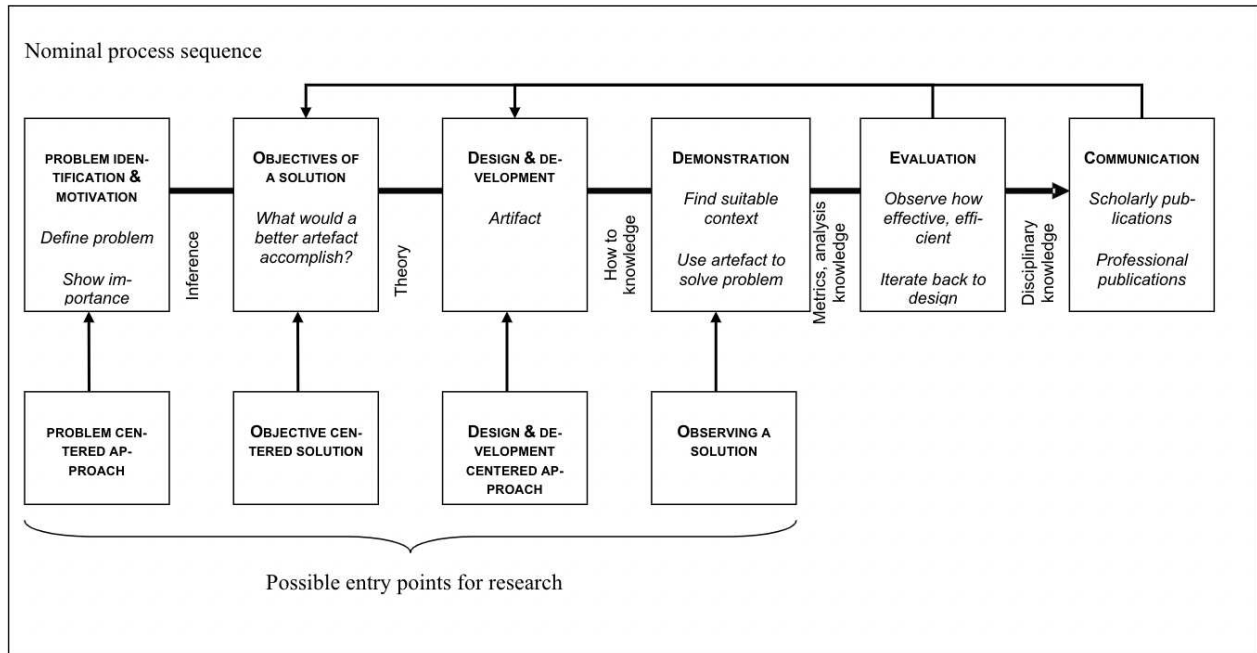 Nominal process sequence
PROBLEM IDEN-
TIFICATION &
MOTIVATION
Define problem
Show im-
portance
Inference
OBJECTIVES OF
A SOLUTION
What would a
better artefact
accomplish?
Theory
DESIGN & DE-
VELOPMENT
Artifact
How to
knowledge
DEMONSTRATION
Find suitable
context
Use artefact to
solve problem
Metrics, analysis
knowledge
EVALUATION
Observe how
effective, effi-
cient
Iterate back to
design
Disciplinary
knowledge
COMMUNICATION
Scholarly pub-
lications
Professional
publications
PROBLEM CEN-
TERED AP-
PROACH
OBJECTIVE CEN-
TERED SOLUTION
DESIGN & DE-
VELOPMENT
CENTERED AP-
PROACH
OBSERVING A
SOLUTION
Possible entry points for research